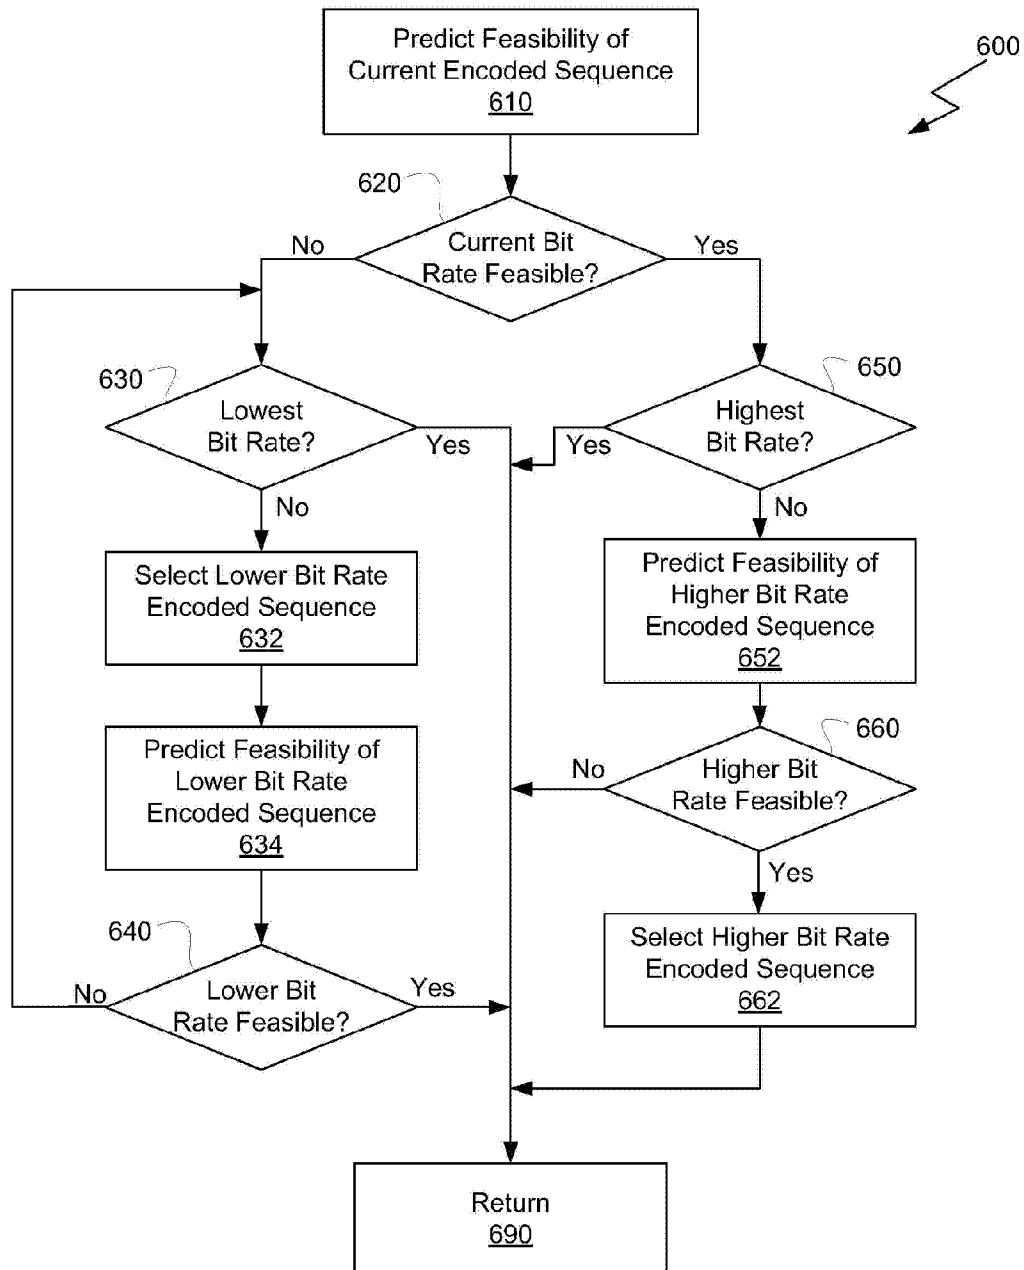 Predict Feasibility of
Current Encoded Sequence
610
600
620
Current Bit
Rate Feasible?
No
Yes
630
Lowest
Bit Rate?
Yes
No
650
Highest
Bit Rate?
Yes
No
Select Lower Bit Rate
Encoded Sequence
632
Predict Feasibility of
Higher Bit Rate
Encoded Sequence
652
Predict Feasibility of
Lower Bit Rate
Encoded Sequence
634
660
Higher Bit
Rate Feasible?
No
Yes
640
Lower Bit
Rate Feasible?
No
Yes
Select Higher Bit Rate
Encoded Sequence
662
Return
690